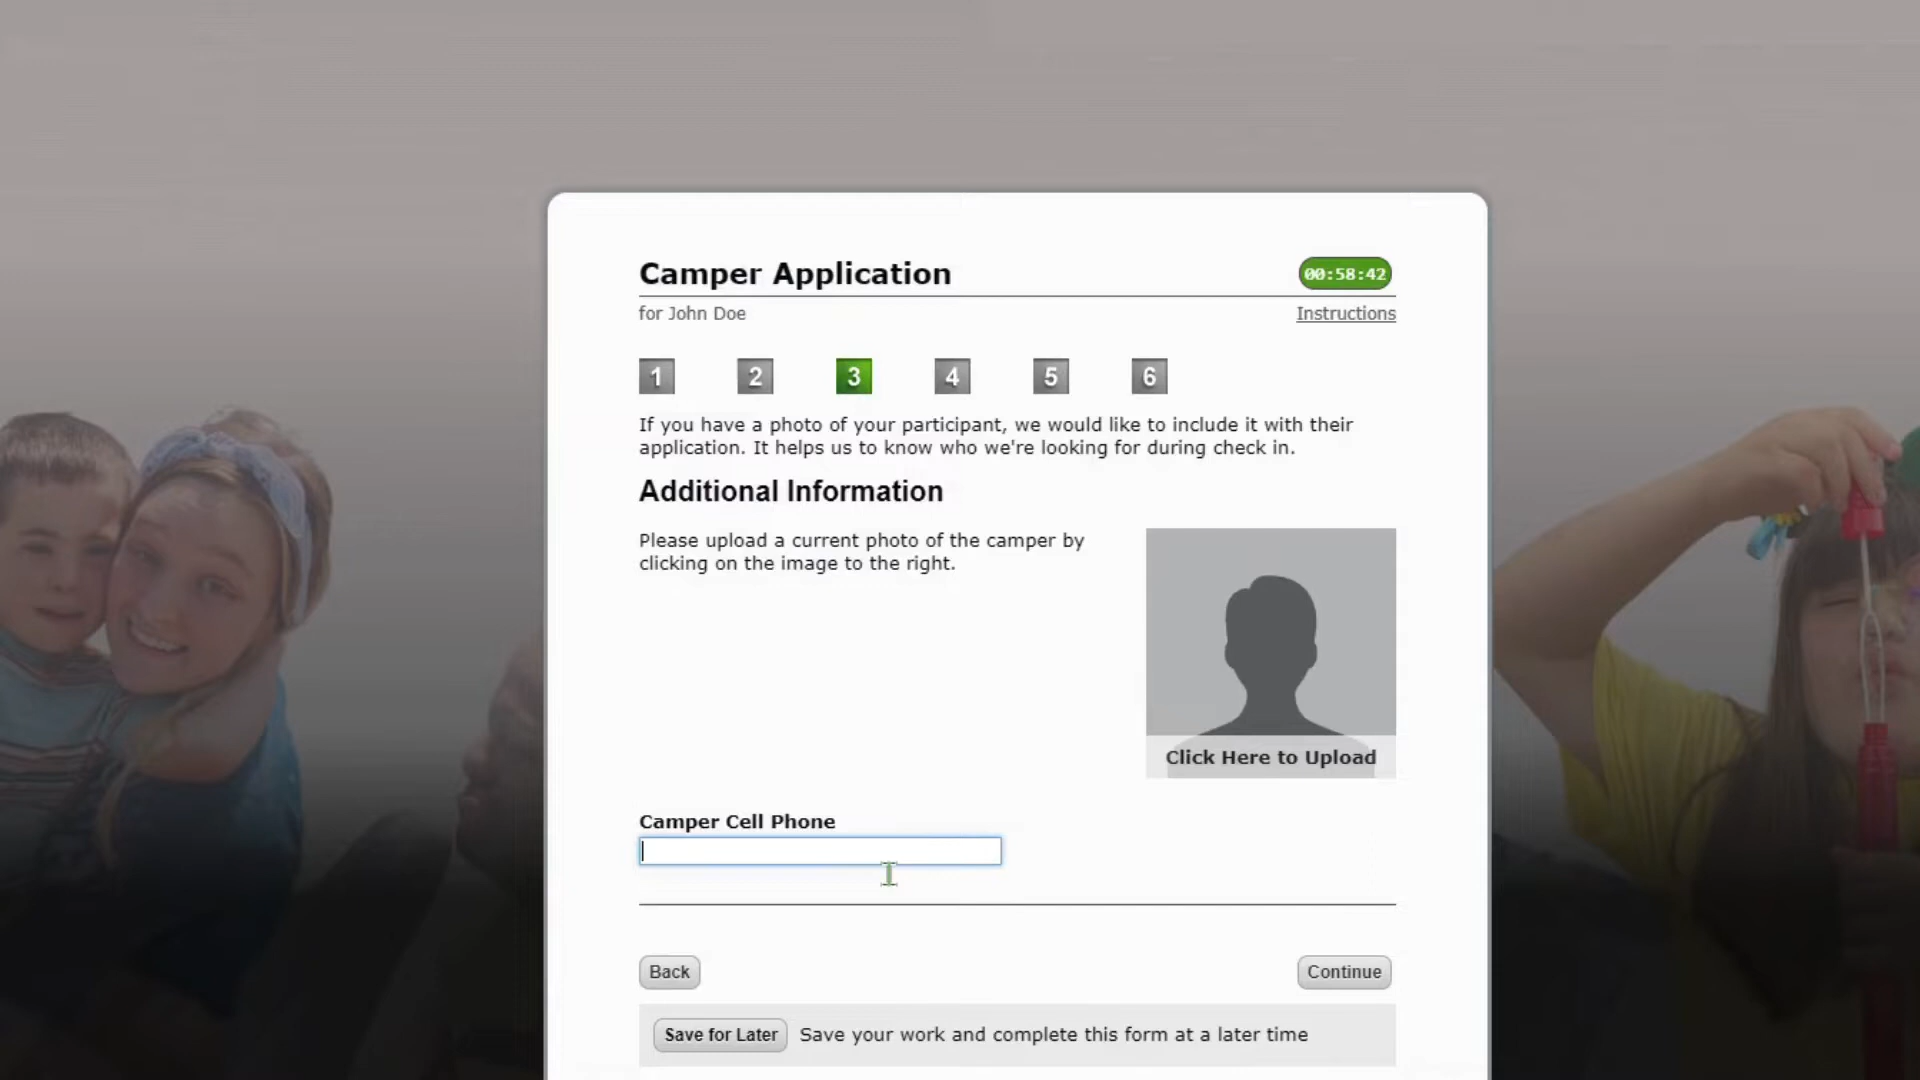 Camper Application
00:58:42
for John Doe
Instructions
1 2 3 4 5 6
If you have a photo of your participant, we would like to include it with their
application. It helps us to know who we're looking for during check in.
Additional Information
Please upload a current photo of the camper by
clicking on the image to the right.
Click Here to Upload
Camper Cell Phone
Back
Continue
Save for Later
Save your work and complete this form at a later time